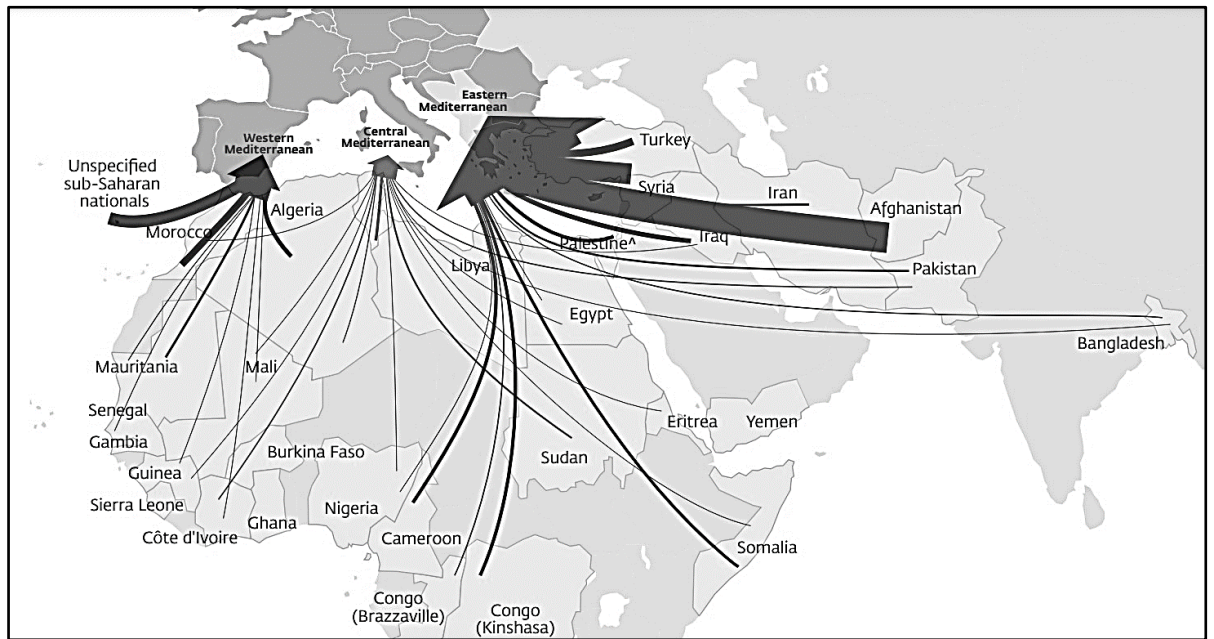 Eastern
Mediterranean
Western
Mediterranean
Central
Mediterranean
Turkey
Unspecified
sub-Saharan
nationals
Syria
Iran
Afghanistan
Algeria
Morocco
Palestine^
Iraq
Libya
Pakistan
Egypt
Bangladesh
Mauritania
Mali
Senegal
Gambia
Eritrea
Yemen
Burkina Faso
Sudan
Guinea
Sierra Leone
Nigeria
Ghana
Côte d'Ivoire
Cameroon
Somalia
Congo
(Brazzaville)
Congo
(Kinshasa)